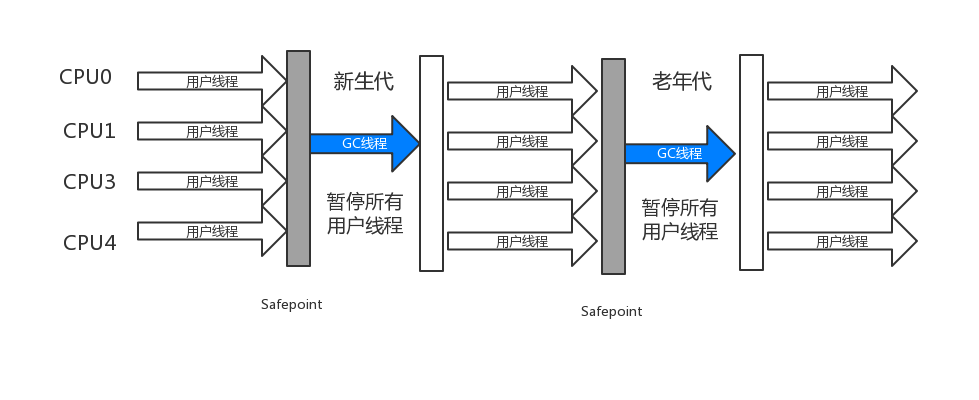 CPU0
CPU1
CPU3
CPU4
用户线程
用户线程
用户线程
用户线程
Safepoint
新生代
GC线程
暂停所有
用户线程
用户线程
用户线程
用户线程
用户线程
Safepoint
老年代
GC线程
暂停所有
用户线程
用户线程
用户线程
用户线程
用户线程